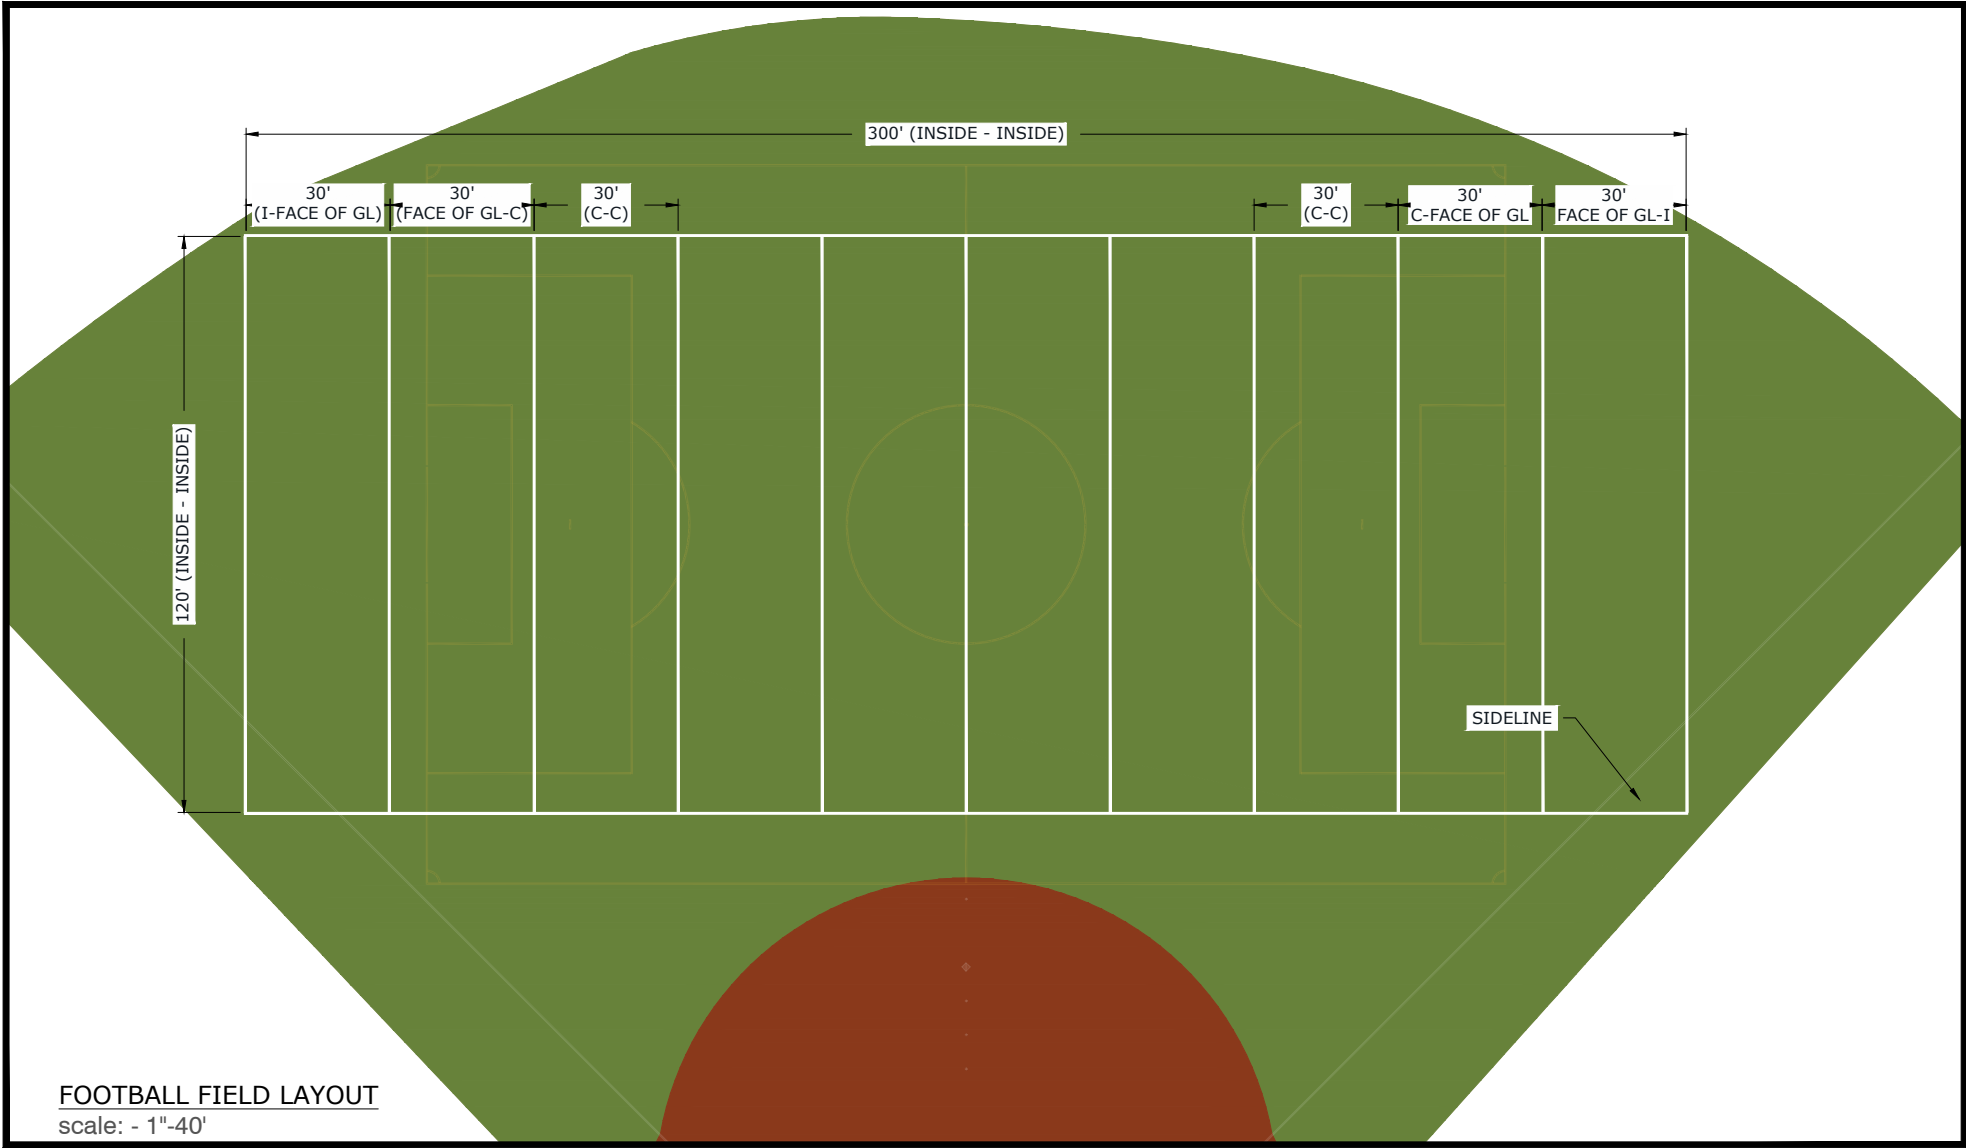 300' (INSIDE - INSIDE)
30'
(I-FACE OF GL)
30'
(FACE OF GL-C)
30'
(C-C)
30'
(C-C)
30'
C-FACE OF GL
30'
FACE OF GL-I
120' (INSIDE - INSIDE)
SIDELINE
FOOTBALL FIELD LAYOUT
scale: - 1"-40'